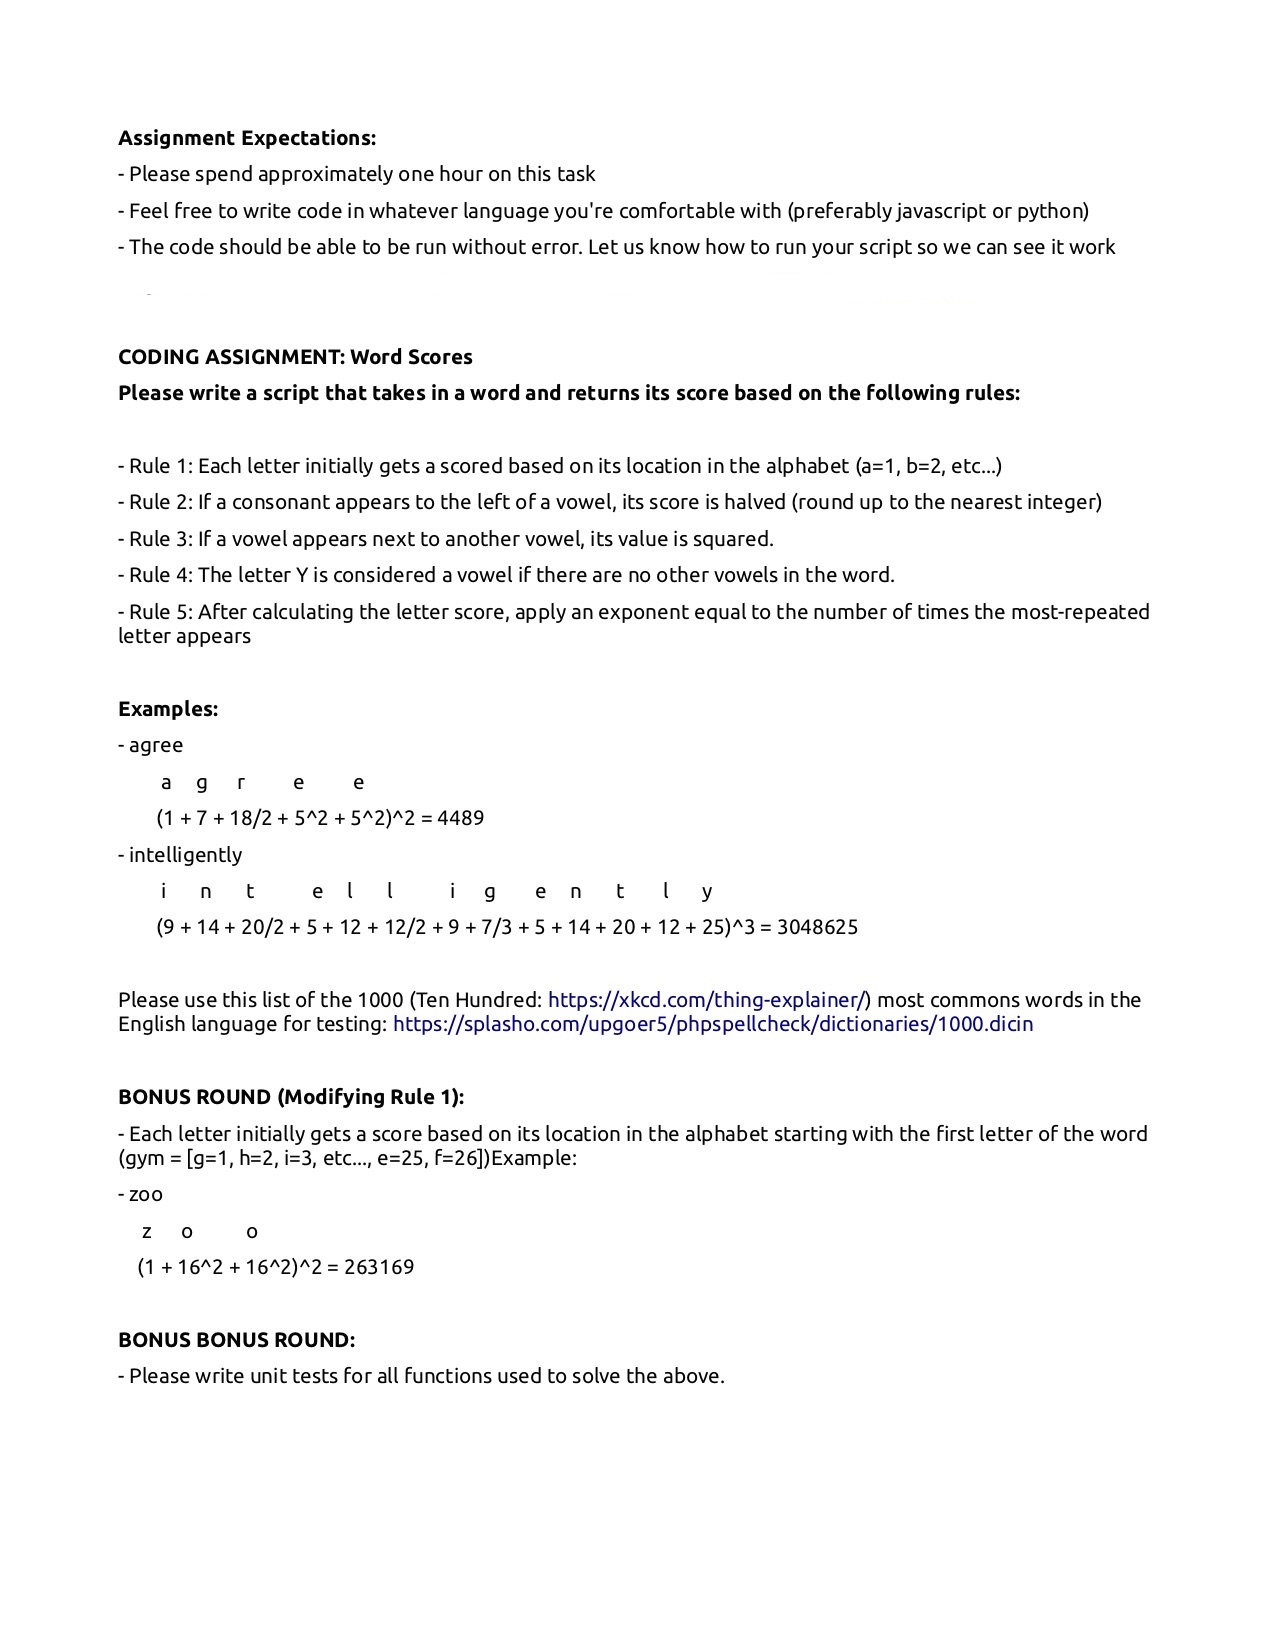 Assignment Expectations:
- Please spend approximately one hour on this task
- Feel free to write code in whatever language you're comfortable with (preferably javascript or python)
- The code should be able to be run without error. Let us know how to run your script so we can see it work
CODING ASSIGNMENT: Word Scores
Please write a script that takes in a word and returns its score based on the following rules:
- Rule 1: Each letter initially gets a scored based on its location in the alphabet (a=1, b=2, etc...)
- Rule 2: If a consonant appears to the left of a vowel, its score is halved (round up to the nearest integer)
- Rule 3: If a vowel appears next to another vowel, its value is squared.
- Rule 4: The letter Y is considered a vowel if there are no other vowels in the word.
- Rule 5: After calculating the letter score, apply an exponent equal to the number of times the most-repeated
letter appears
Examples:
- agree
a g r e e
(1 + 7 + 18/2 + 5^2 + 5^2)^2 = 4489
- intelligently
i n t e l l i g e n t l y
(9 + 14 + 20/2 + 5 + 12 + 12/2 + 9 + 7/3 + 5 + 14 + 20 + 12 + 25)^3 = 3048625
Please use this list of the 1000 (Ten Hundred: https://xkcd.com/thing-explainer/) most commons words in the
English language for testing: https://splasho.com/upgoer5/phpspellcheck/dictionaries/1000.dicin
BONUS ROUND (Modifying Rule 1):
- Each letter initially gets a score based on its location in the alphabet starting with the first letter of the word
(gym = [g=1, h=2, i=3, etc..., e=25, f=26])Example:
- zoo
z o o
(1 + 16^2 + 16^2)^2 = 263169
BONUS BONUS ROUND:
- Please write unit tests for all functions used to solve the above.